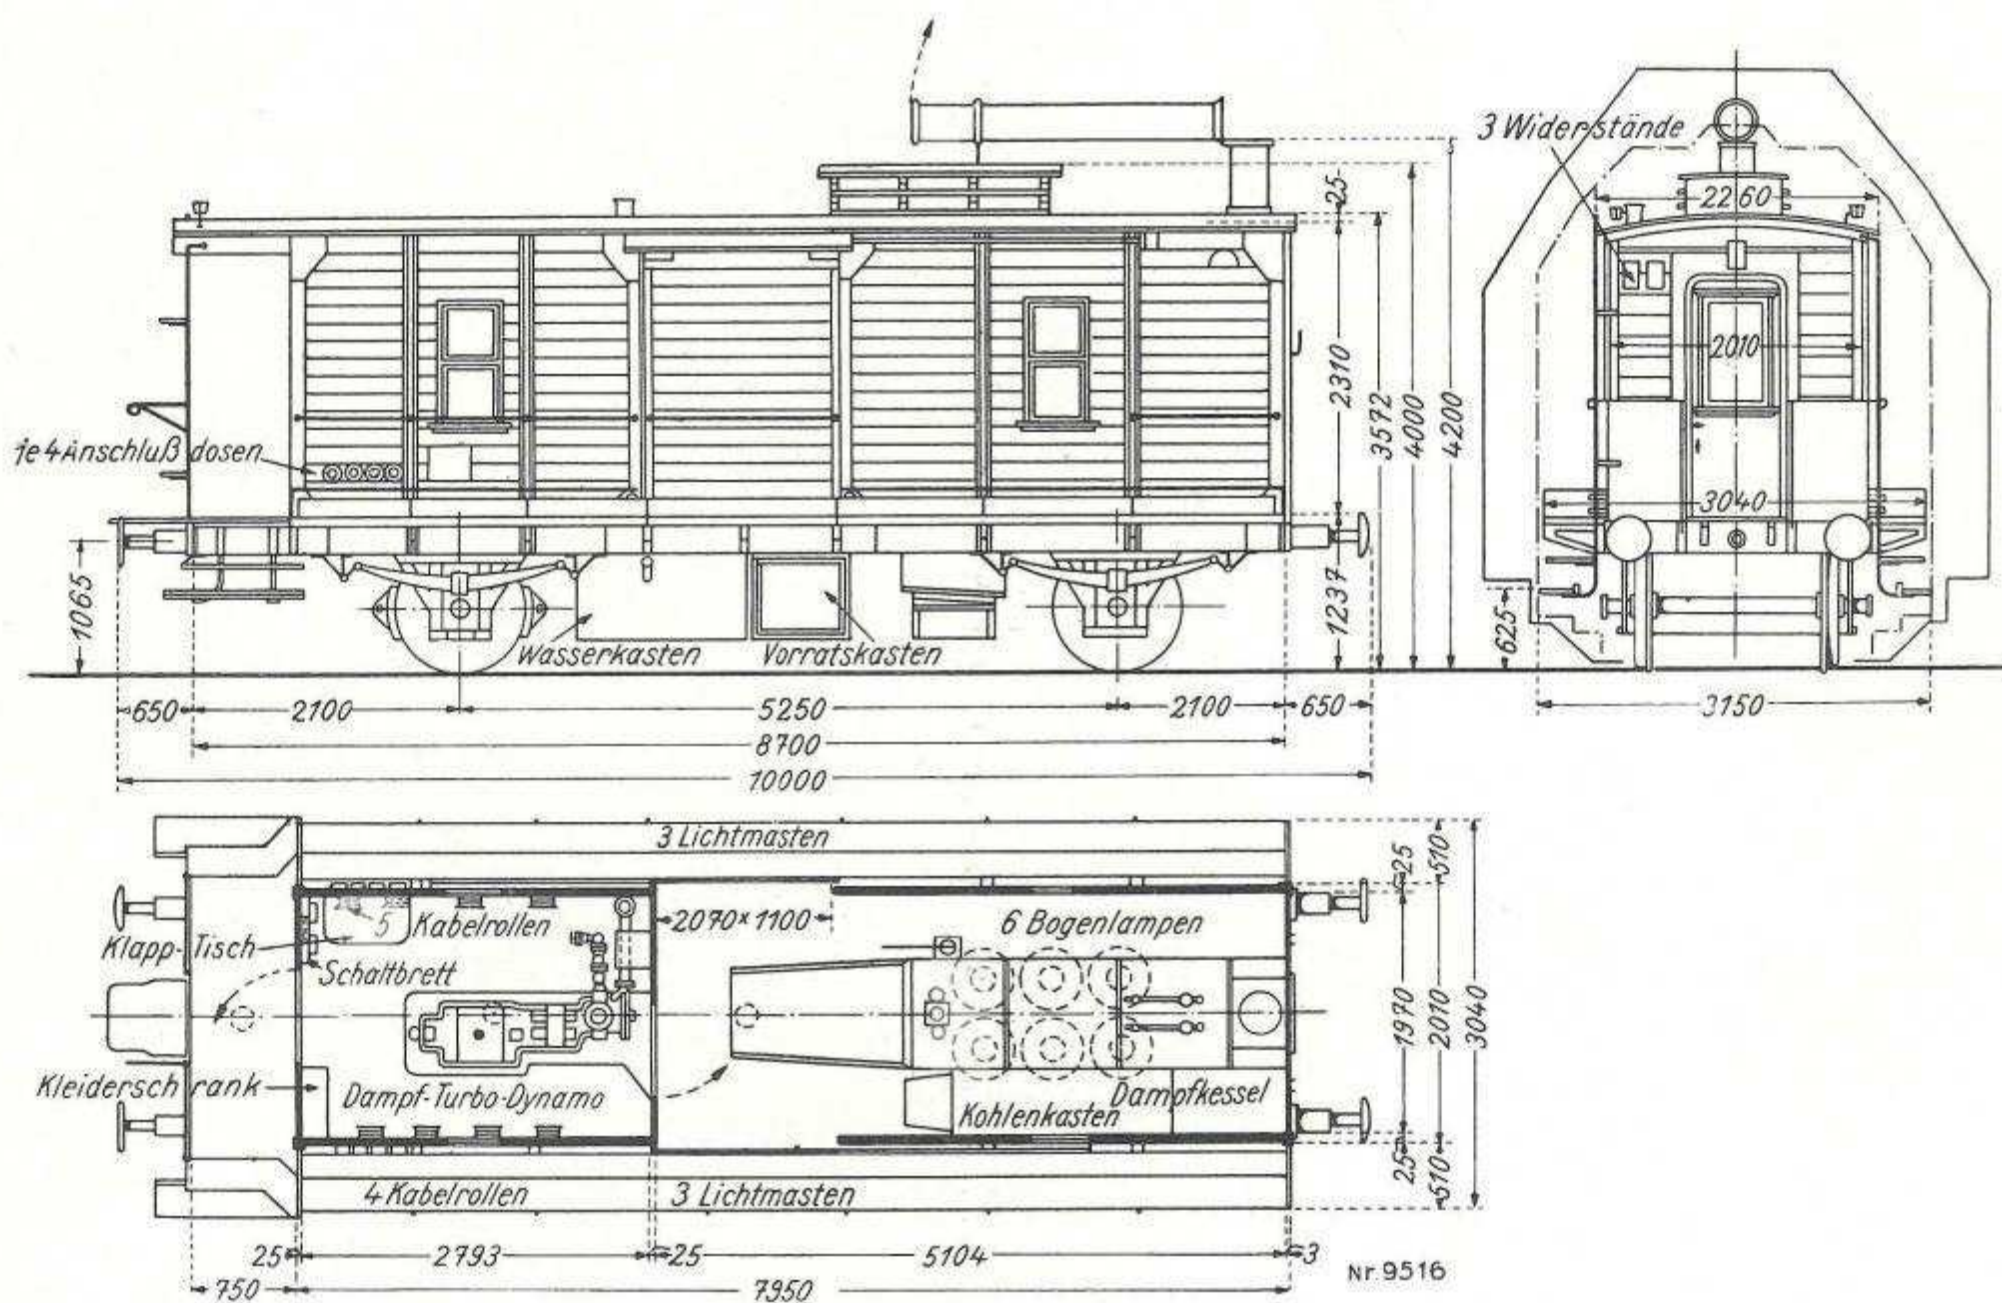 3 Widerstände
2260
25
2310
3572
4000
4200
2010
je 4 Anschluß dosen
3040
1065
1237
625
Wasserkasten
Vorratskasten
650
2100
5250
2100
650
3150
8700
10000
3 Lichtmasten
25
510
5 Kabelrollen
2070×1100
6 Bogenlampen
Klapp-Tisch
Schaltbrett
1970
2010
3040
Kleiderschrank
Dampf-Turbo-Dynamo
Kohlenkasten
Dampfkessel
25
510
4 Kabelrollen
3 Lichtmasten
25
2793
25
5104
3
Nr. 9516
750
7950